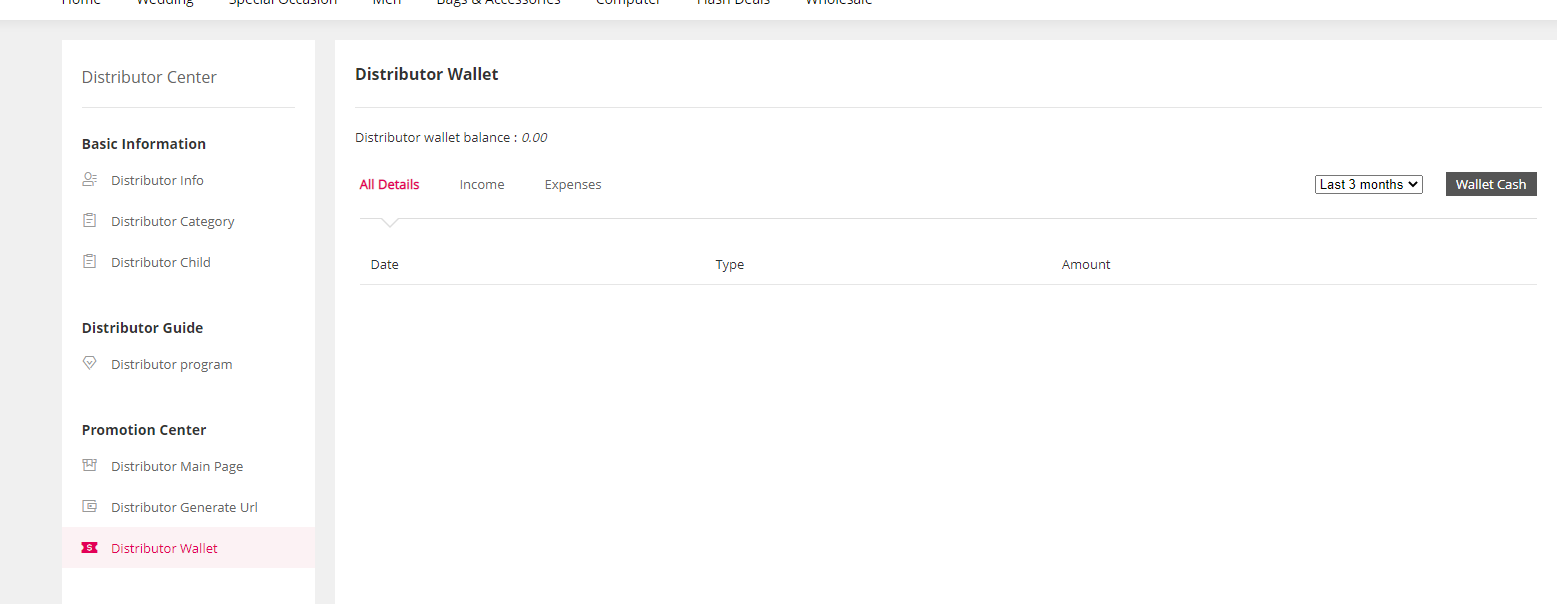 Home Wedding Special Occasion Men Bags & Accessories Computer Flash Deals Wholesale
Distributor Center
Basic Information
Distributor Info
Distributor Category
Distributor Child
Distributor Guide
Distributor program
Promotion Center
Distributor Main Page
Distributor Generate Url
Distributor Wallet
Distributor Wallet
Distributor wallet balance : 0.00
All Details Income Expenses Last 3 months Wallet Cash
Date Type Amount